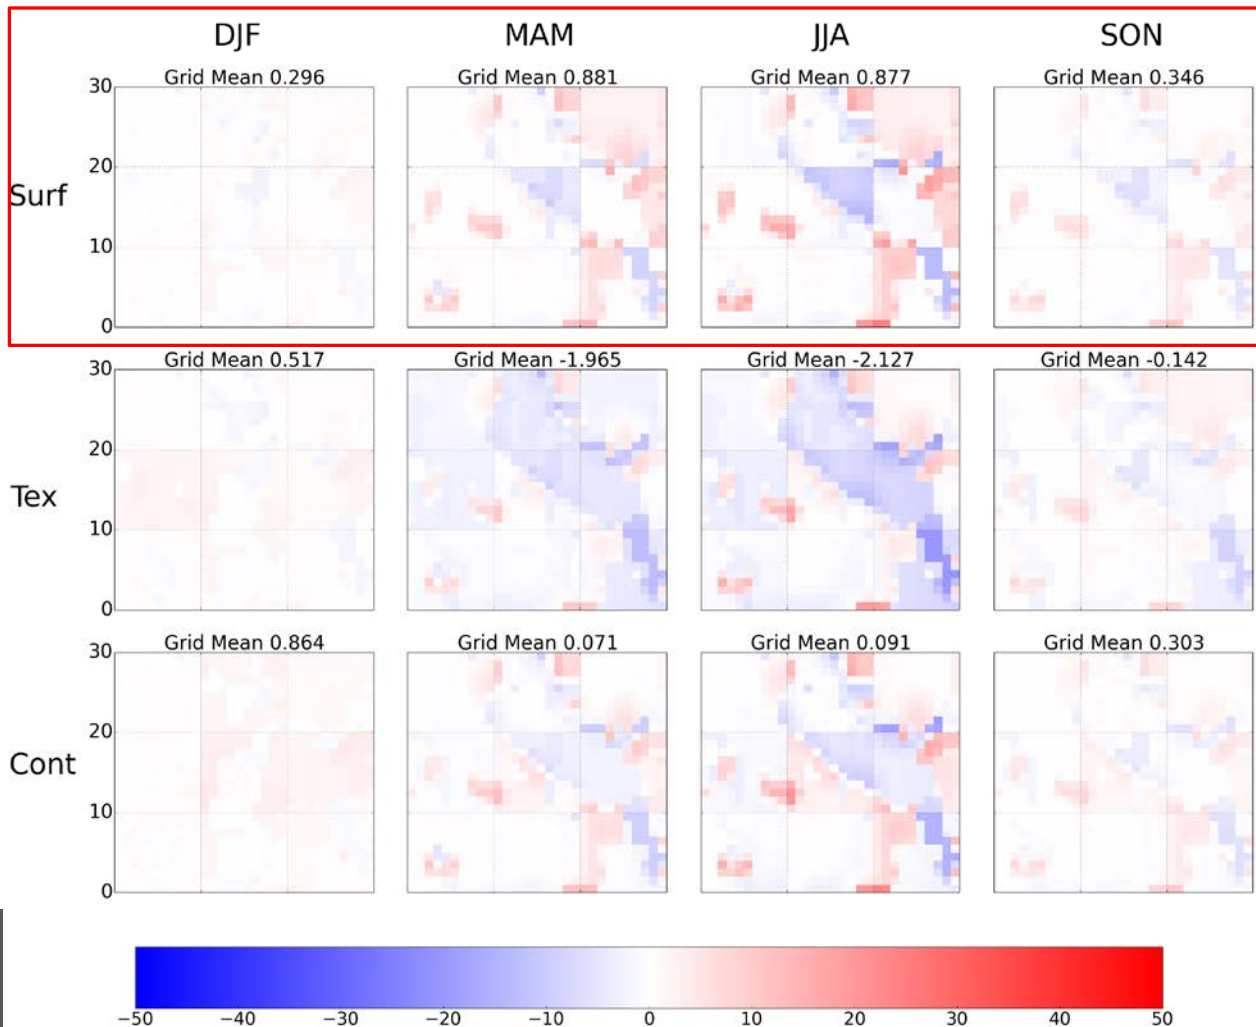 DJF MAM JJA SON
Grid Mean 0.296 Grid Mean 0.881 Grid Mean 0.877 Grid Mean 0.346
30
20
Surf
10
0
Grid Mean 0.517 Grid Mean -1.965 Grid Mean -2.127 Grid Mean -0.142
30
20
Tex
10
0
Grid Mean 0.864 Grid Mean 0.071 Grid Mean 0.091 Grid Mean 0.303
30
20
Cont
10
0
−50 −40 −30 −20 −10 0 10 20 30 40 50